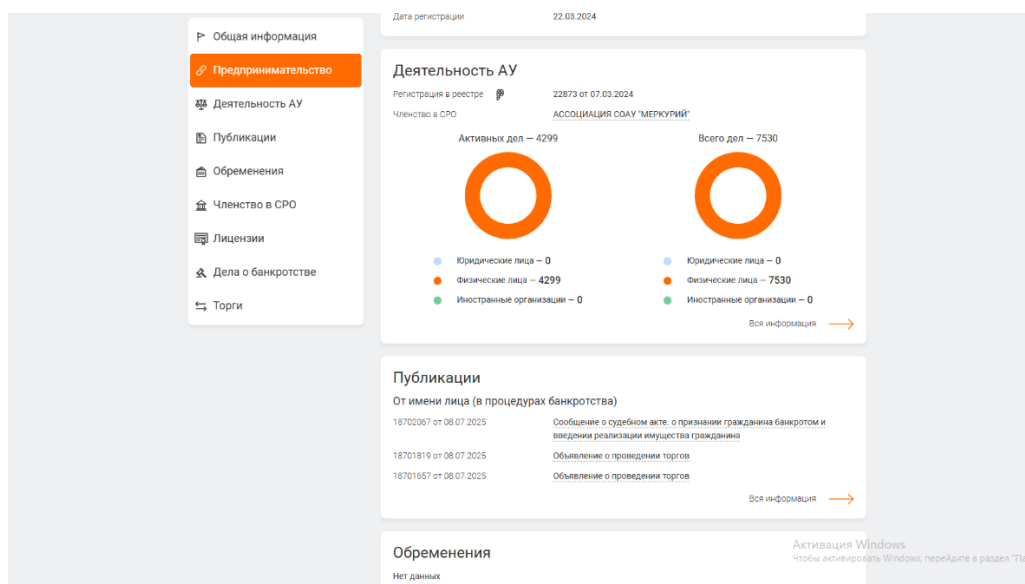 Дата регистрации 22.03.2024
Общая информация
Предпринимательство
Деятельность АУ
Публикации
Обременения
Членство в СРО
Лицензии
Дела о банкротстве
Торги
Деятельность АУ
Регистрация в реестре 22873 от 07.03.2024
Членство в СРО АССОЦИАЦИЯ СОАУ "МЕРКУРИЙ"
Активных дел — 4299
Юридические лица — 0
Физические лица — 4299
Иностранные организации — 0
Всего дел — 7530
Юридические лица — 0
Физические лица — 7530
Иностранные организации — 0
Вся информация
Публикации
От имени лица (в процедурах банкротства)
18702067 от 08.07.2025 Сообщение о судебном акте. о признании гражданина банкротом и
введении реализации имущества гражданина
18701819 от 08.07.2025 Объявление о проведении торгов
18701657 от 08.07.2025 Объявление о проведении торгов
Вся информация
Обременения
Нет данных
Активация Windows
Чтобы активировать Windows, перейдите в раздел